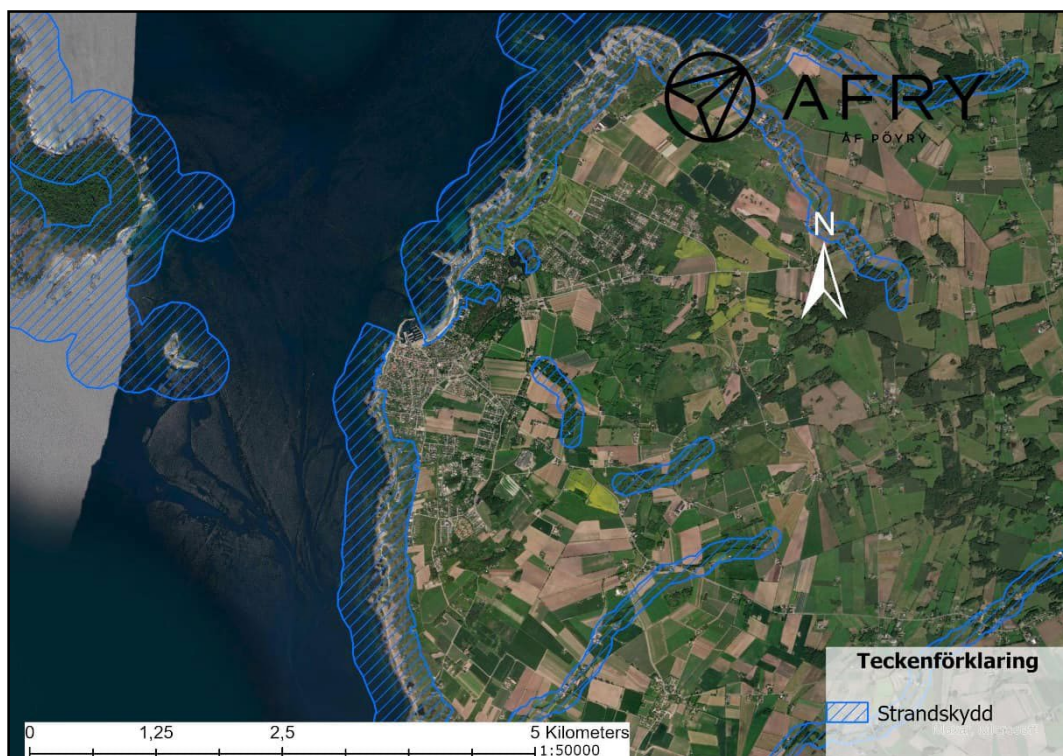 AFRY
ÅF PÖYRY
N
Teckenförklaring
Strandskydd
0 1,25 2,5 5 Kilometers
1:50000